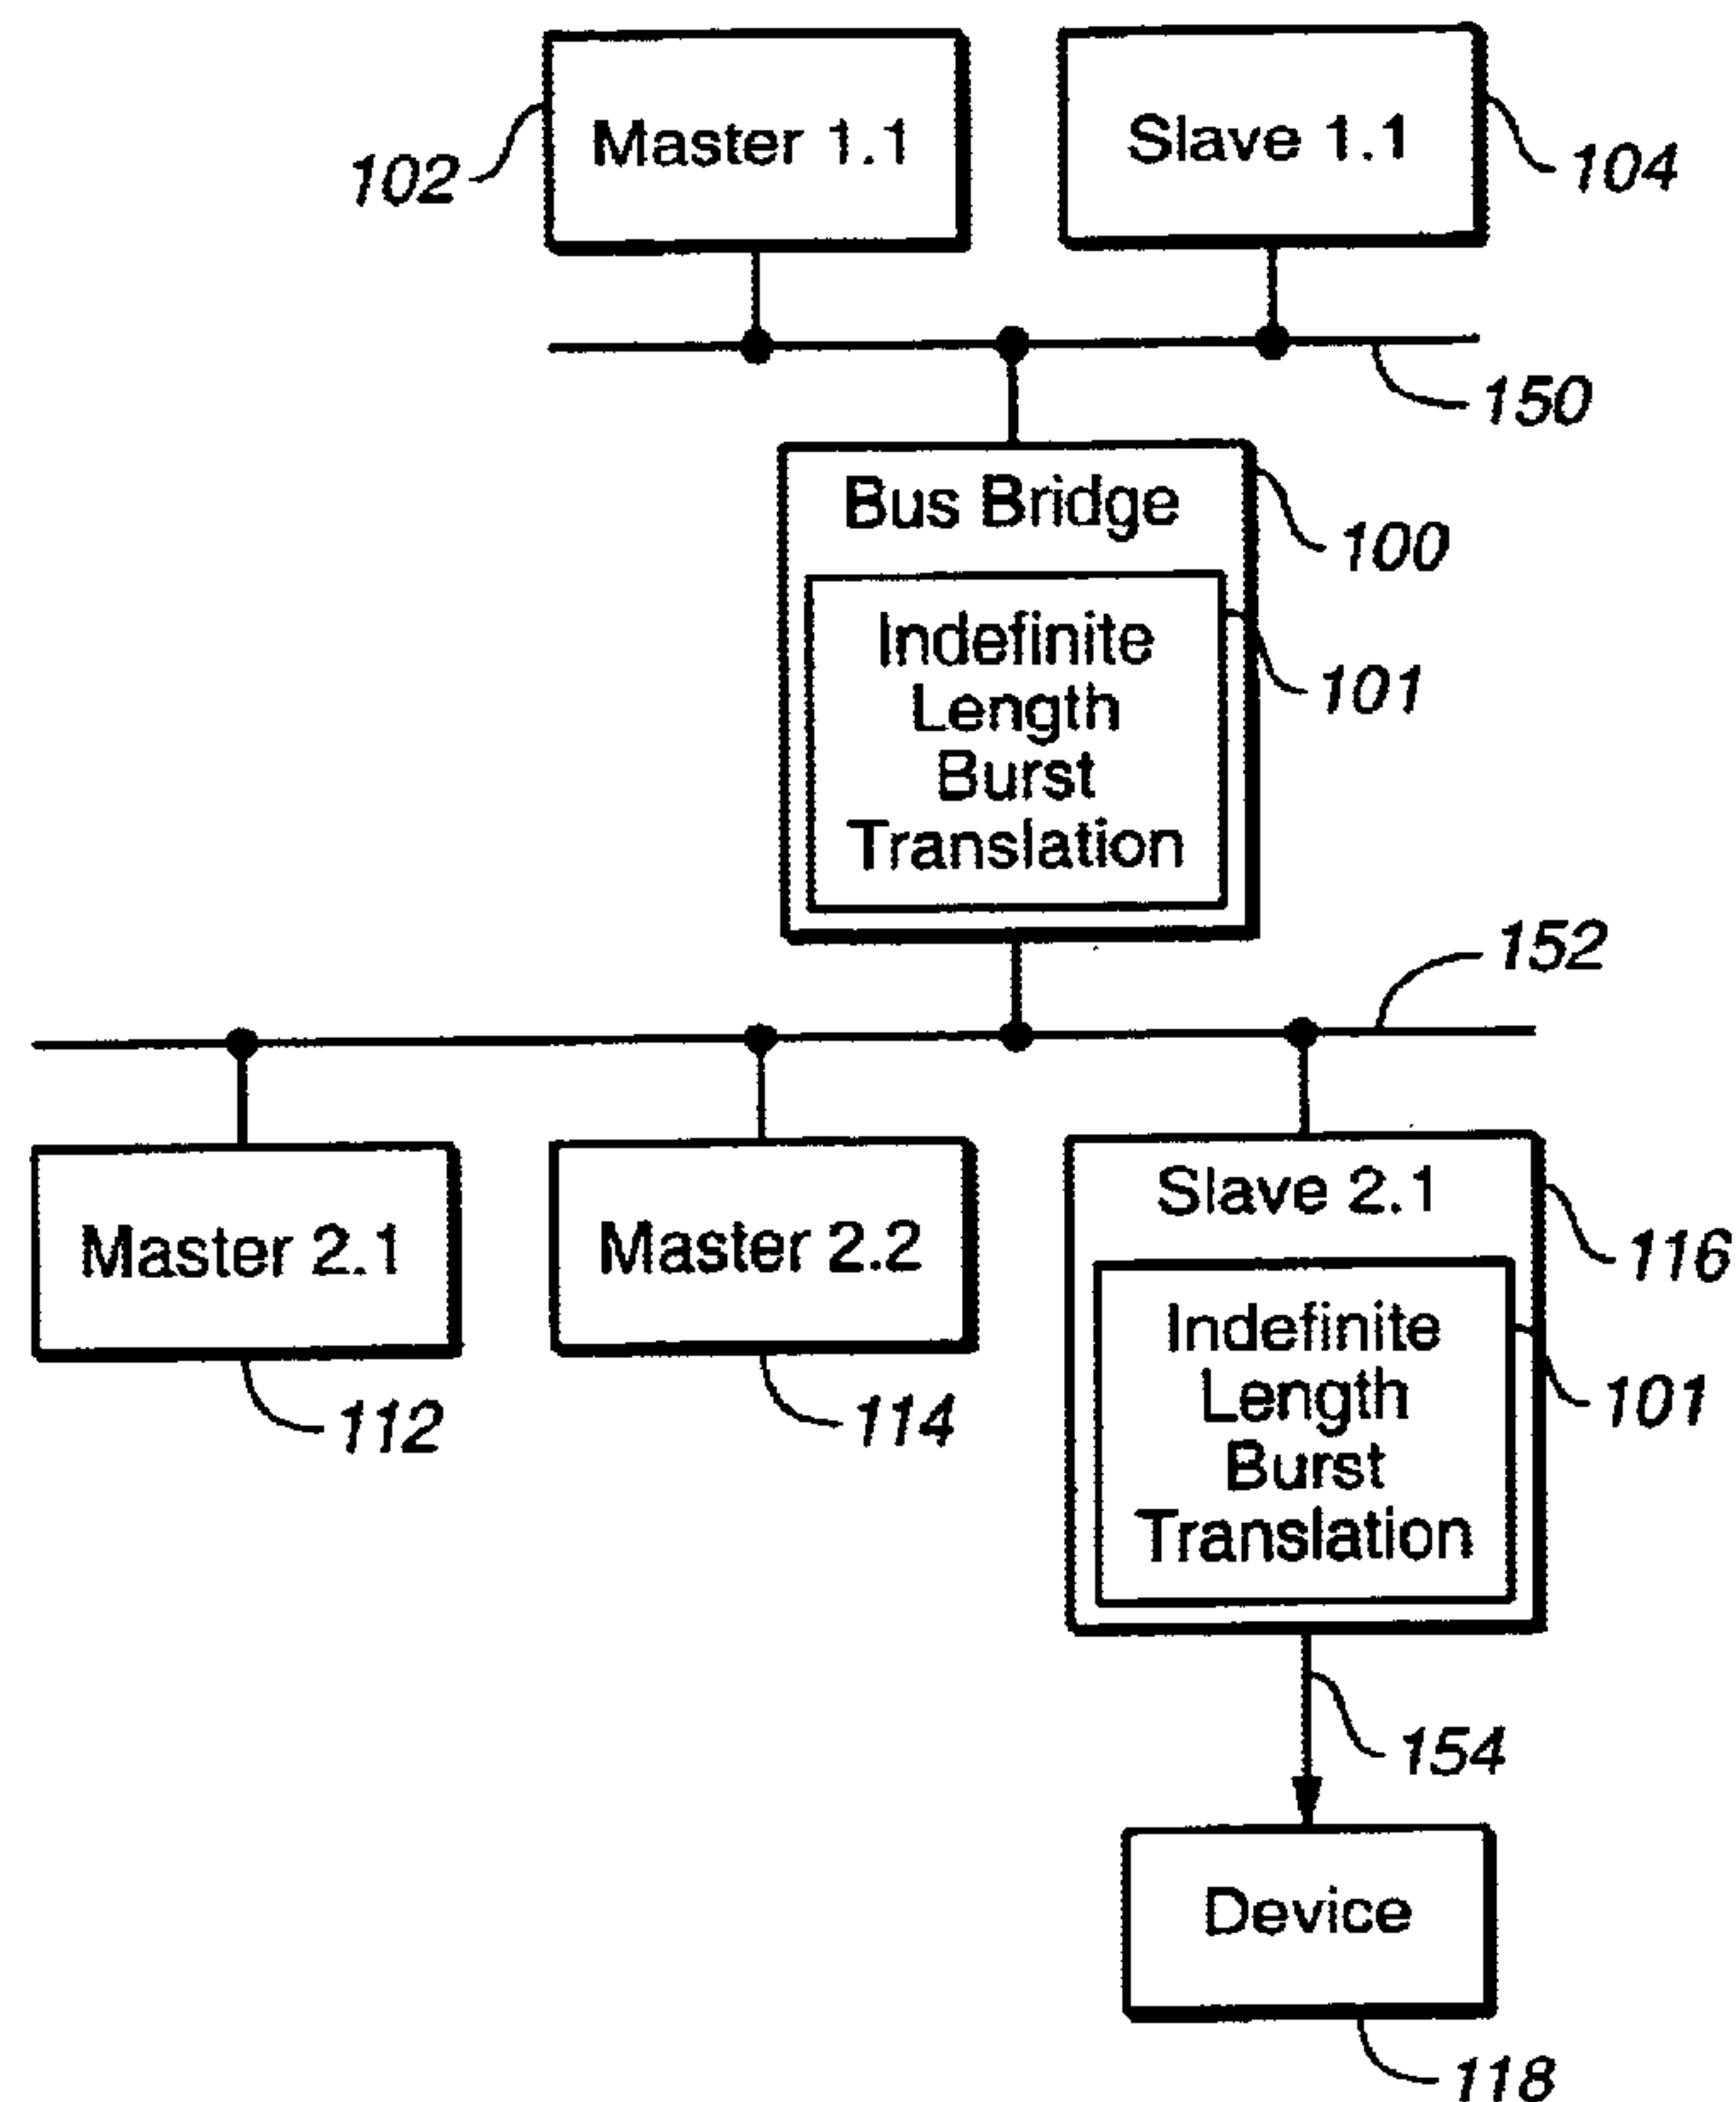 Master 1.1
Slave 1.1
102
104
150
Bus Bridge
100
Indefinite
Length
Burst
Translation
101
152
Master 2.1
Master 2.2
Slave 2.1
116
Indefinite
Length
Burst
Translation
101
112
114
154
Device
118